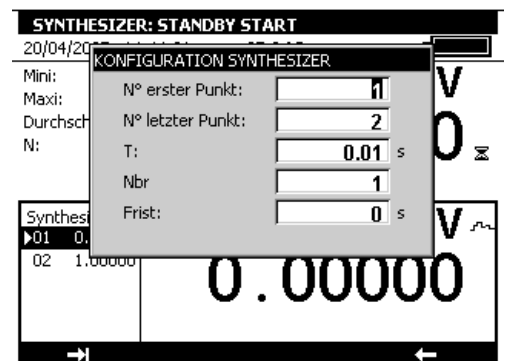 SYNTHESIZER: STANDBY START
20/04/
KONFIGURATION SYNTHESIZER
Mini:
Maxi:
Durchsch
N:
V
N° erster Punkt: 1
N° letzter Punkt: 2
T: 0.01 s
Nbr 1
Frist: 0 s
0
Synthesi
01 0.
02 1.00000
V
0.00000